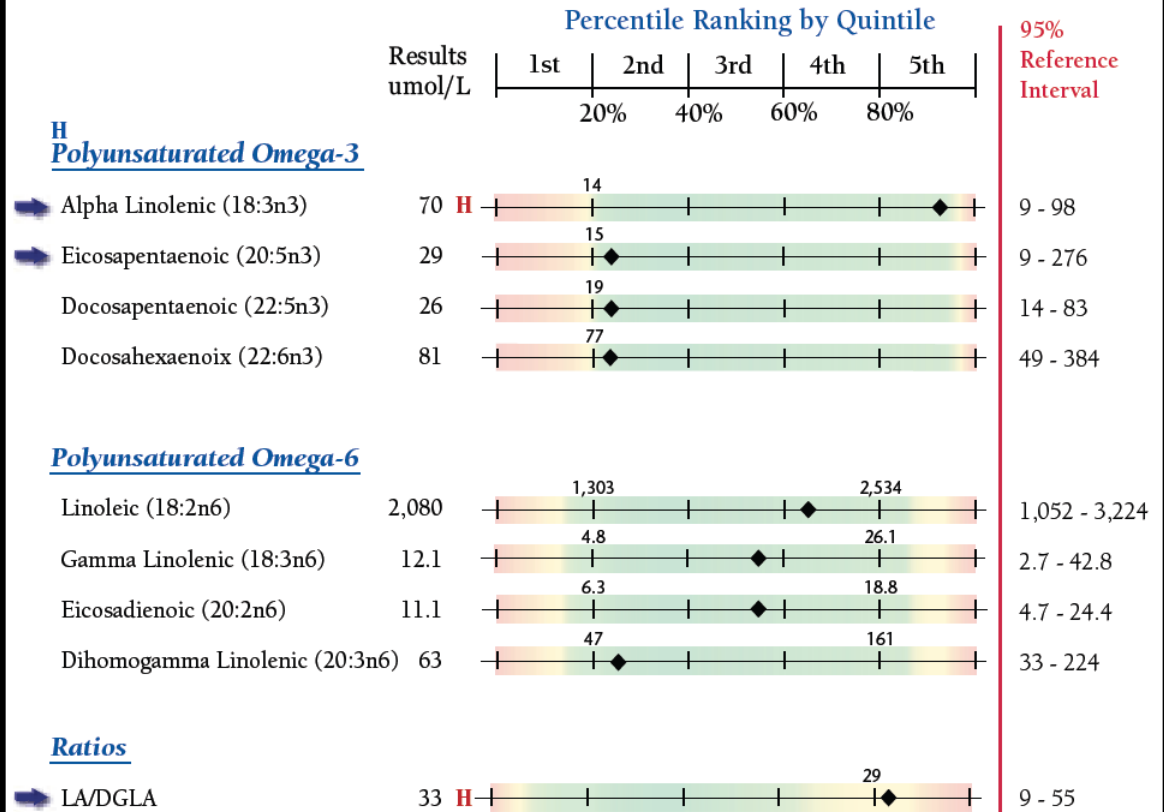 Percentile Ranking by Quintile
95%
Reference
Interval
Results
umol/L
1st 2nd 3rd 4th 5th
20% 40% 60% 80%
H
Polyunsaturated Omega-3
14
Alpha Linolenic (18:3n3) 70 H 9 - 98
15
Eicosapentaenoic (20:5n3) 29 9 - 276
19
Docosapentaenoic (22:5n3) 26 14 - 83
77
Docosahexaenoix (22:6n3) 81 49 - 384
Polyunsaturated Omega-6
1,303 2,534
Linoleic (18:2n6) 2,080 1,052 - 3,224
4.8 26.1
Gamma Linolenic (18:3n6) 12.1 2.7 - 42.8
6.3 18.8
Eicosadienoic (20:2n6) 11.1 4.7 - 24.4
47 161
Dihomogamma Linolenic (20:3n6) 63 33 - 224
Ratios
29
LA/DGLA 33 H 9 - 55